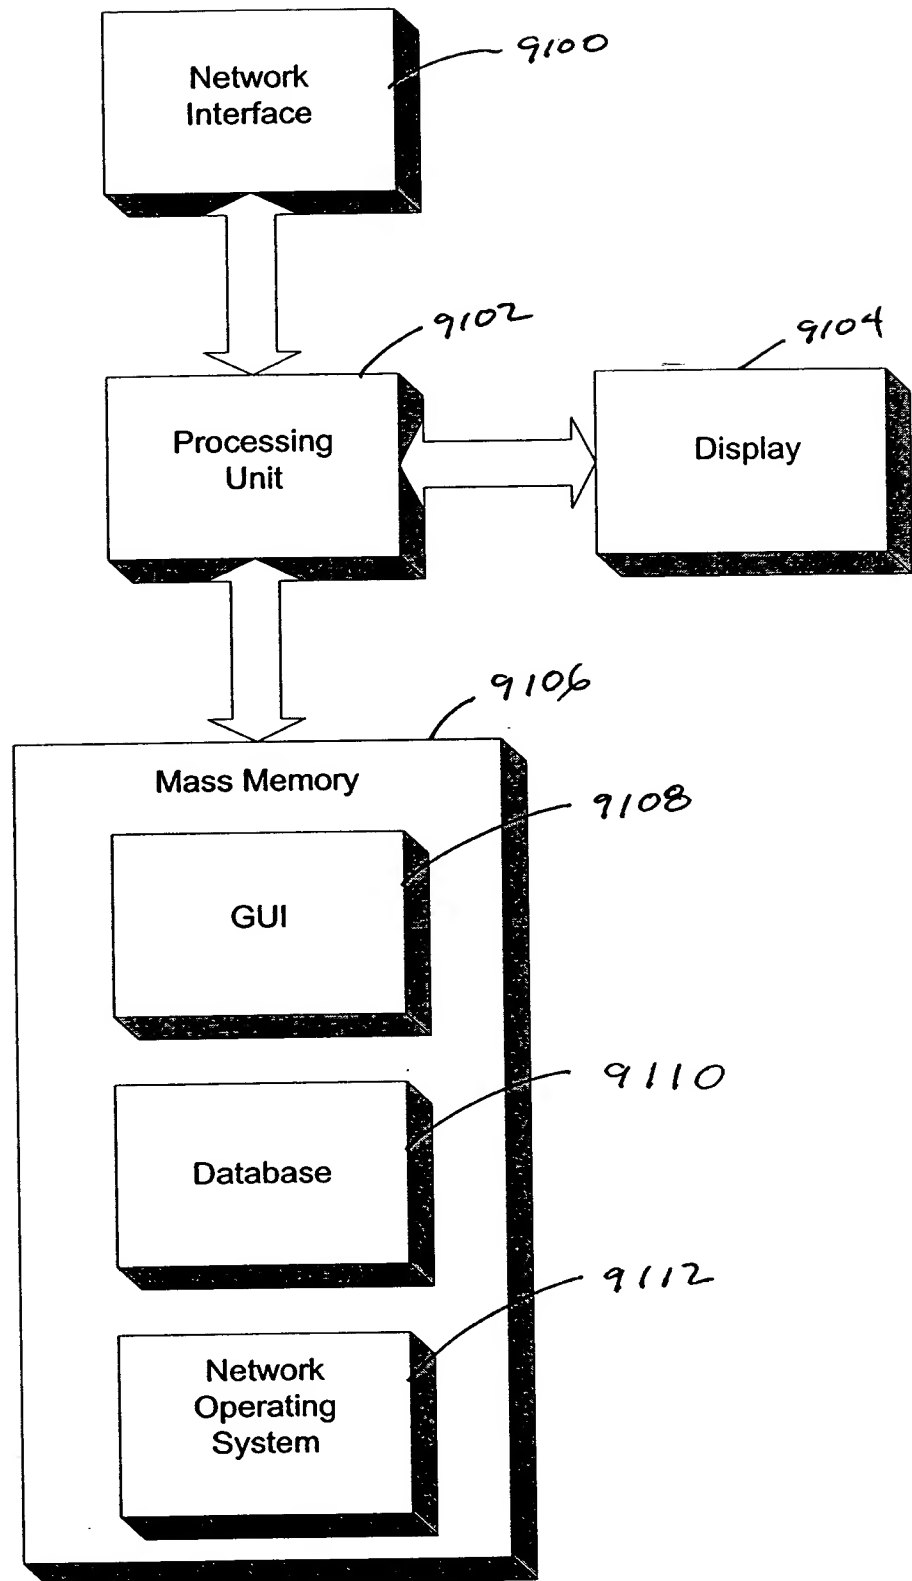 9100
Network
Interface
9102
9104
Processing
Unit
Display
9106
Mass Memory
9108
GUI
9110
Database
9112
Network
Operating
System